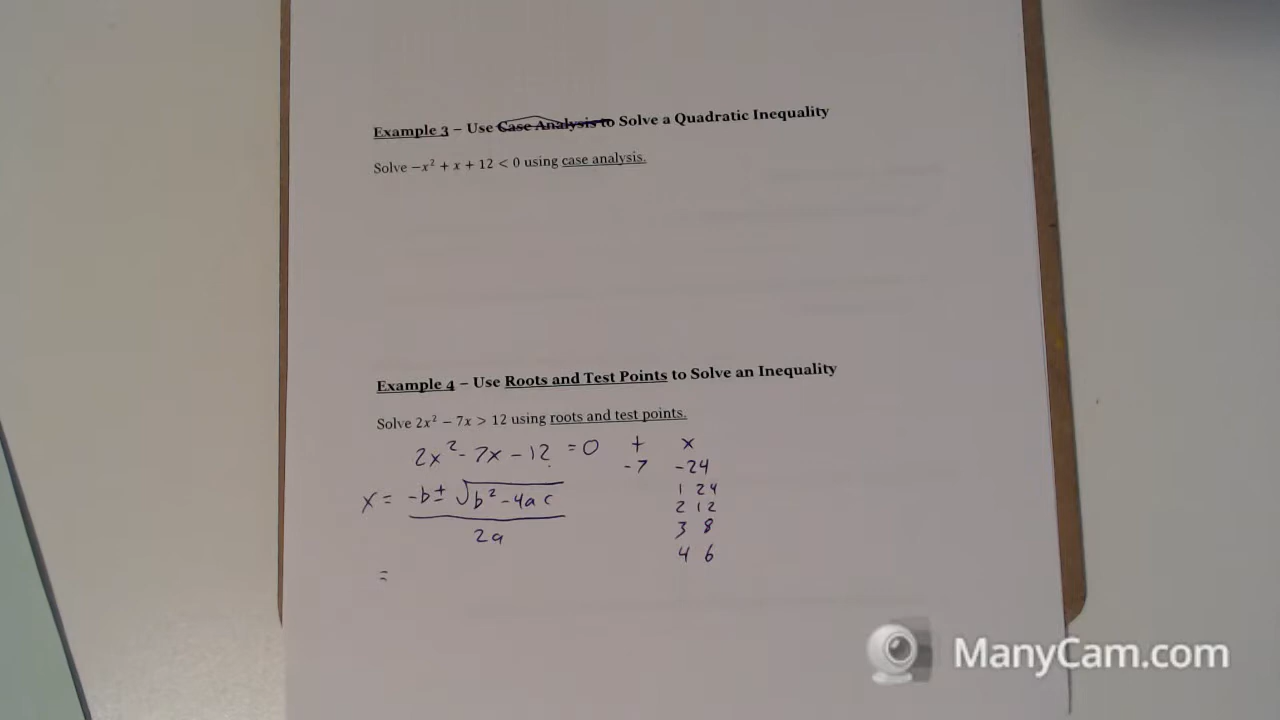 Example 3 – Use Case Analysis to Solve a Quadratic Inequality
Solve −x² + x + 12 < 0 using case analysis.
Example 4 – Use Roots and Test Points to Solve an Inequality
Solve 2x² − 7x > 12 using roots and test points.
2x² - 7x - 12 = 0 + x
-7 -24
x = -b ± √b² - 4ac 1 24
2 12
2a 3 8
4 6
=
ManyCam.com